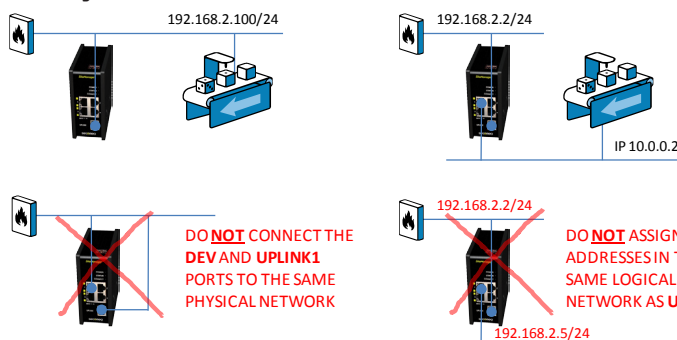 192.168.2.100/24
192.168.2.2/24
IP 10.0.0.2
DO NOT CONNECT THE
DEV AND UPLINK1
PORTS TO THE SAME
PHYSICAL NETWORK
192.168.2.2/24
DO NOT ASSIGN
ADDRESSES IN T
SAME LOGICAL
NETWORK AS U
192.168.2.5/24